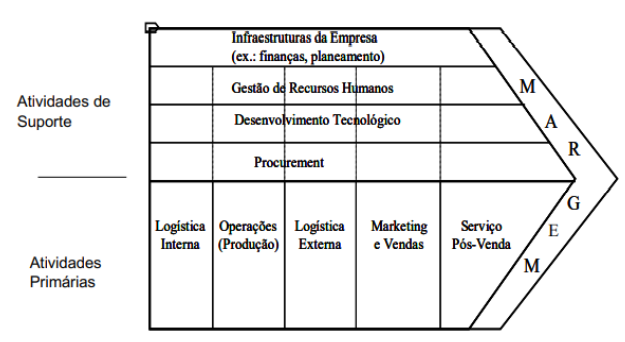 Infraestruturas da Empresa
(ex.: finanças, planeamento)
Gestão de Recursos Humanos
Desenvolvimento Tecnológico
Procurement
Atividades de
Suporte
Logística
Interna
Operações
(Produção)
Logística
Externa
Marketing
e Vendas
Serviço
Pós-Venda
Atividades
Primárias
M
A
R
G
E
M